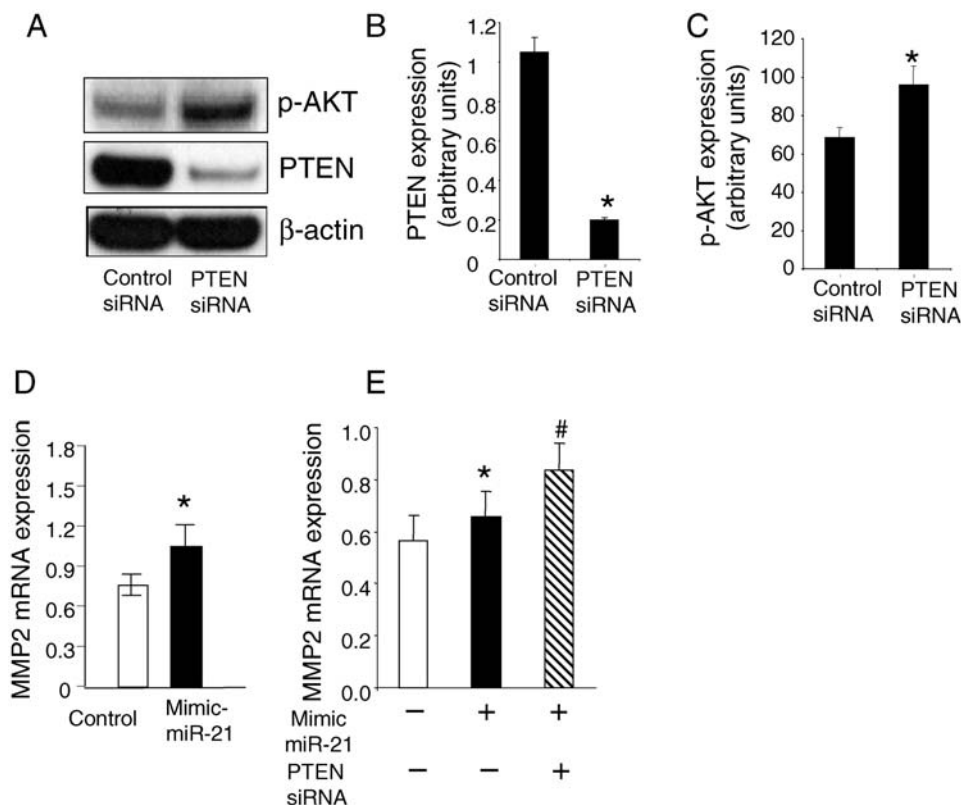 A
p-AKT
PTEN
β-actin
Control
siRNA
PTEN
siRNA
B
PTEN expression
(arbitrary units)
1.2
1
0.8
0.6
0.4
0.2
0
*
Control
siRNA
PTEN
siRNA
C
p-AKT expression
(arbitrary units)
120
100
80
60
40
20
0
*
Control
siRNA
PTEN
siRNA
D
MMP2 mRNA expression
1.8
1.5
1.2
0.9
0.6
0.3
0
*
Control
Mimic-
miR-21
E
MMP2 mRNA expression
1.0
0.8
0.6
0.6
0.2
0.0
*
#
Mimic
miR-21
− + +
PTEN
siRNA
− − +